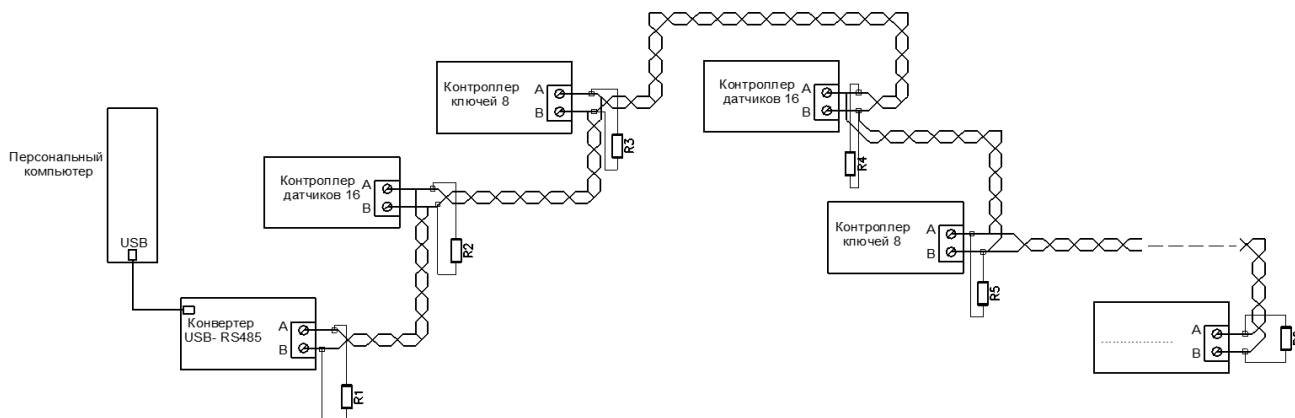 Персональный
компьютер
USB
Конвертер
USB- RS485
A
B
R1
Контроллер
датчиков 16
A
B
R2
Контроллер
ключей 8
A
B
R3
Контроллер
датчиков 16
A
B
R4
Контроллер
ключей 8
A
B
R5
......................
A
B